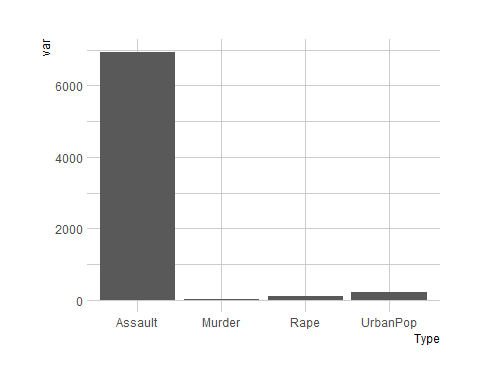 var
6000
4000
2000
0
Assault Murder Rape UrbanPop
Type